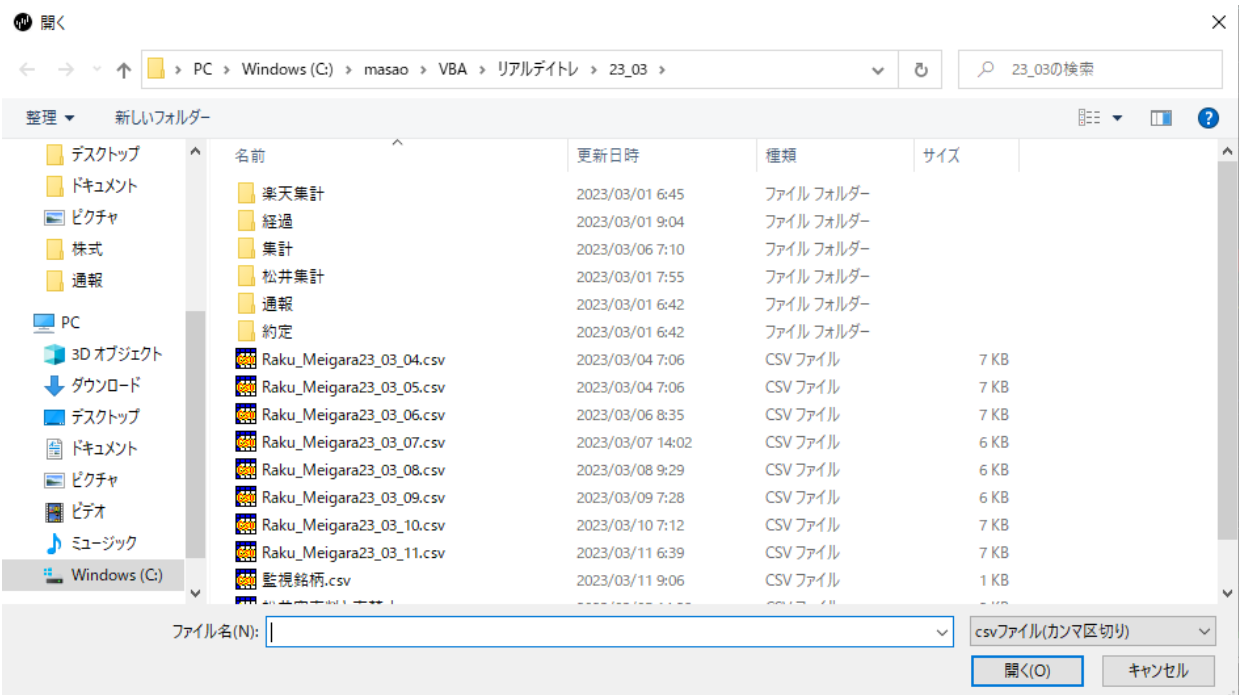 開く
PC > Windows (C:) > masao > VBA > リアルデイトレ > 23_03 >
23_03の検索
整理 新しいフォルダー
デスクトップ
ドキュメント
ピクチャ
株式
通報
PC
3D オブジェクト
ダウンロード
デスクトップ
ドキュメント
ピクチャ
ビデオ
ミュージック
Windows (C:)
名前 更新日時 種類 サイズ
楽天集計 2023/03/01 6:45 ファイル フォルダー
経過 2023/03/01 9:04 ファイル フォルダー
集計 2023/03/06 7:10 ファイル フォルダー
松井集計 2023/03/01 7:55 ファイル フォルダー
通報 2023/03/01 6:42 ファイル フォルダー
約定 2023/03/01 6:42 ファイル フォルダー
Raku_Meigara23_03_04.csv 2023/03/04 7:06 CSV ファイル 7 KB
Raku_Meigara23_03_05.csv 2023/03/04 7:06 CSV ファイル 7 KB
Raku_Meigara23_03_06.csv 2023/03/06 8:35 CSV ファイル 7 KB
Raku_Meigara23_03_07.csv 2023/03/07 14:02 CSV ファイル 6 KB
Raku_Meigara23_03_08.csv 2023/03/08 9:29 CSV ファイル 6 KB
Raku_Meigara23_03_09.csv 2023/03/09 7:28 CSV ファイル 6 KB
Raku_Meigara23_03_10.csv 2023/03/10 7:12 CSV ファイル 7 KB
Raku_Meigara23_03_11.csv 2023/03/11 6:39 CSV ファイル 7 KB
監視銘柄.csv 2023/03/11 9:06 CSV ファイル 1 KB
ファイル名(N): csvファイル(カンマ区切り)
開く(O) キャンセル